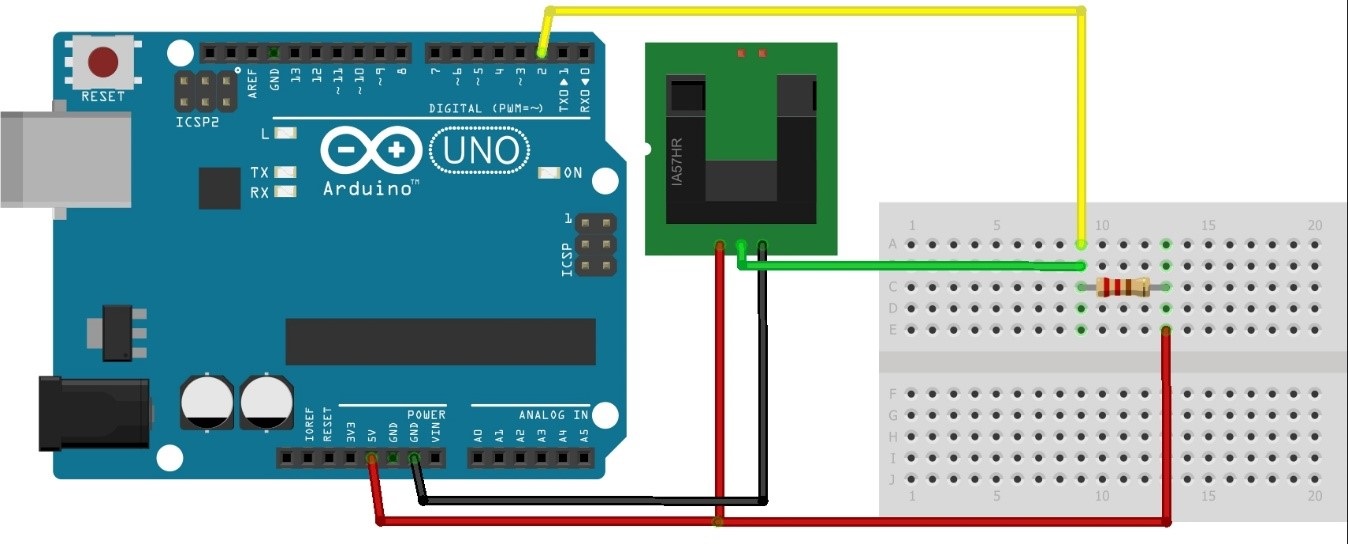 RESET
ICSP2
AREF
GND
13
12
~11
~10
~9
8
7
~6
~5
4
~3
2
TX0▶1
RX0◀0
DIGITAL (PWM=~)
L
TX
RX
UNO
Arduino™
ON
1
ICSP
IA57HR
1 5 10 15 20
A
C
D
E
F
G
H
I
J
1 5 10 15 20
IOREF
RESET
3V3
5V
GND
GND
VIN
POWER
ANALOG IN
A0
A1
A2
A3
A4
A5